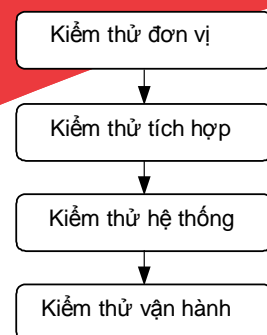 Kiểm thử đơn vị
Kiểm thử tích hợp
Kiểm thử hệ thống
Kiểm thử vận hành